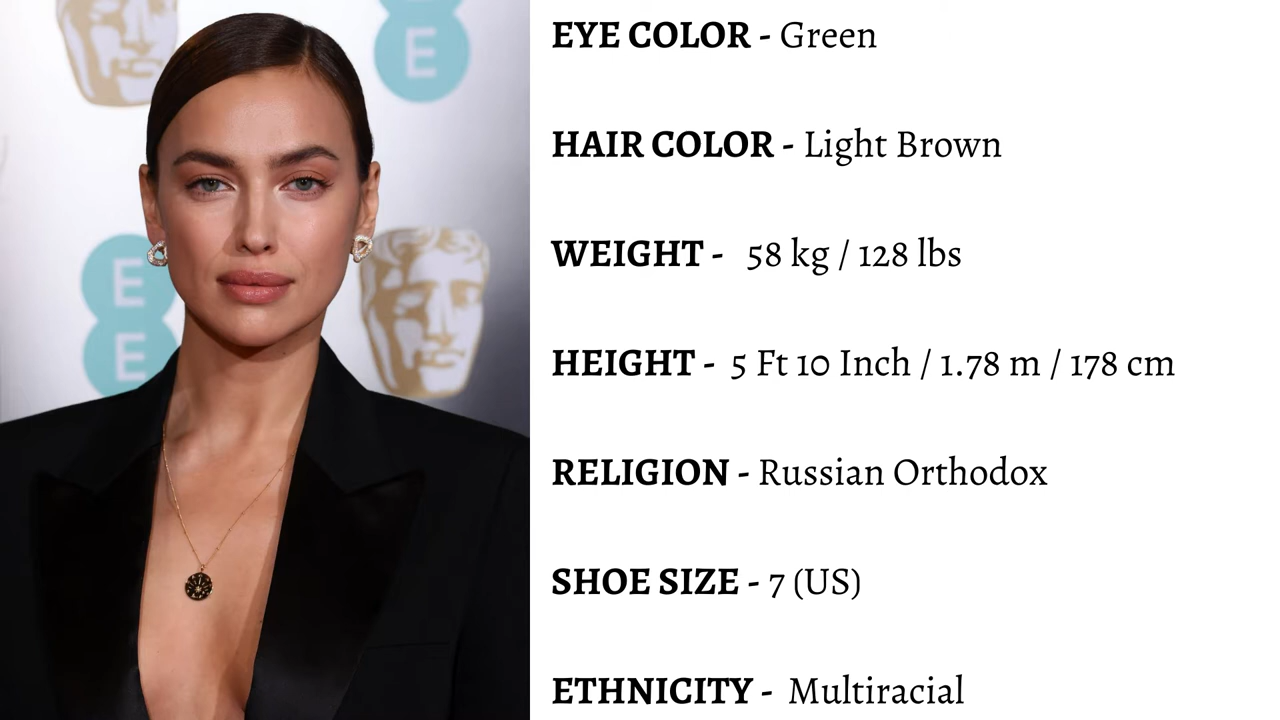 E
E
E
EYE COLOR - Green
HAIR COLOR - Light Brown
WEIGHT - 58 kg / 128 lbs
HEIGHT - 5 Ft 10 Inch / 1.78 m / 178 cm
RELIGION - Russian Orthodox
SHOE SIZE - 7 (US)
ETHNICITY - Multiracial